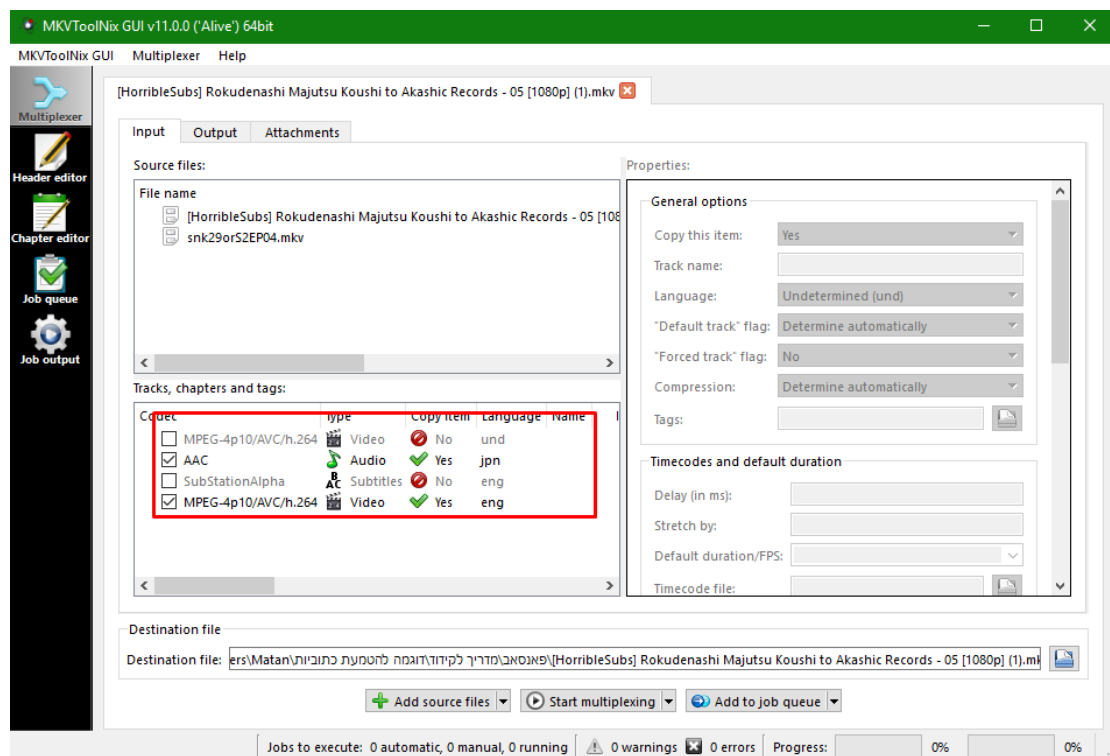 MKVToolNix GUI v11.0.0 ('Alive') 64bit
MKVToolNix GUI Multiplexer Help
Multiplexer
Header editor
Chapter editor
Job queue
Job output
[HorribleSubs] Rokudenashi Majutsu Koushi to Akashic Records - 05 [1080p] (1).mkv
Input Output Attachments
Source files:
File name
[HorribleSubs] Rokudenashi Majutsu Koushi to Akashic Records - 05 [108
snk29orS2EP04.mkv
Tracks, chapters and tags:
Codec Type Copy item Language Name
MPEG-4p10/AVC/h.264 Video No und
AAC Audio Yes jpn
SubStationAlpha Subtitles No eng
MPEG-4p10/AVC/h.264 Video Yes eng
Properties:
General options
Copy this item: Yes
Track name:
Language: Undetermined (und)
"Default track" flag: Determine automatically
"Forced track" flag: No
Compression: Determine automatically
Tags:
Timecodes and default duration
Delay (in ms):
Stretch by:
Default duration/FPS:
Timecode file:
Destination file
Destination file: ers\Matan\פאנסאב\מדריך לקידוד\דוגמה להטמעת כתוביות\[HorribleSubs] Rokudenashi Majutsu Koushi to Akashic Records - 05 [1080p] (1).mk
Add source files Start multiplexing Add to job queue
Jobs to execute: 0 automatic, 0 manual, 0 running 0 warnings 0 errors Progress: 0% 0%